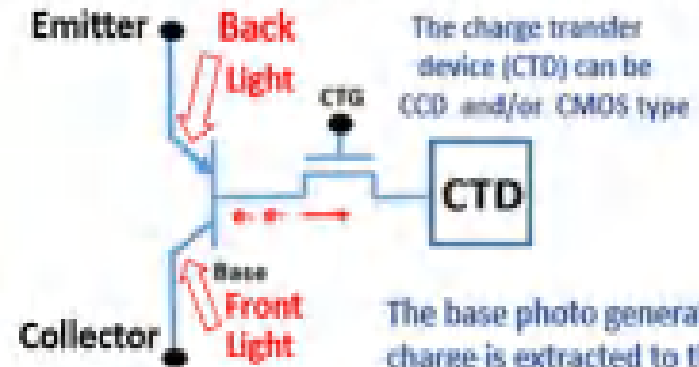 Emitter
Back
Light
The charge transfer
device (CTD) can be
CCD and/or CMOS type
CTG
CTD
e- e-
Base
Front
Light
Collector
The base photo genera
charge is extracted to th